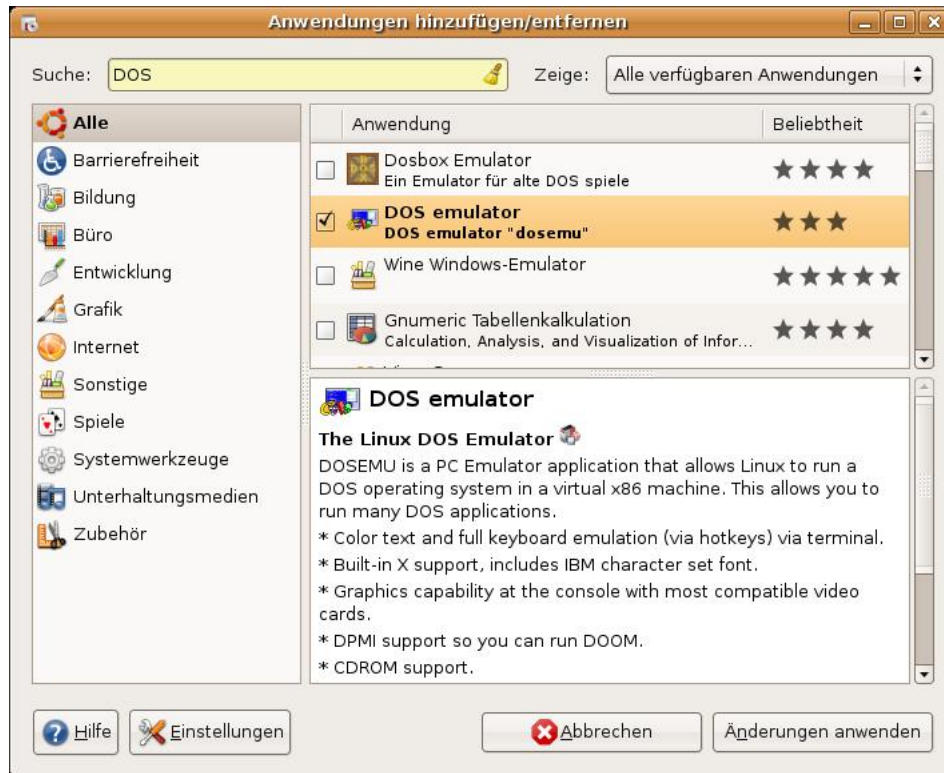 Anwendungen hinzufügen/entfernen
Suche: DOS Zeige: Alle verfügbaren Anwendungen
Alle
Barrierefreiheit
Bildung
Büro
Entwicklung
Grafik
Internet
Sonstige
Spiele
Systemwerkzeuge
Unterhaltungsmedien
Zubehör
Anwendung Beliebtheit
Dosbox Emulator
Ein Emulator für alte DOS spiele
DOS emulator
DOS emulator "dosemu"
Wine Windows-Emulator
Gnumeric Tabellenkalkulation
Calculation, Analysis, and Visualization of Infor...
DOS emulator
The Linux DOS Emulator
DOSEMU is a PC Emulator application that allows Linux to run a
DOS operating system in a virtual x86 machine. This allows you to
run many DOS applications.
* Color text and full keyboard emulation (via hotkeys) via terminal.
* Built-in X support, includes IBM character set font.
* Graphics capability at the console with most compatible video
cards.
* DPMI support so you can run DOOM.
* CDROM support.
Hilfe Einstellungen Abbrechen Änderungen anwenden